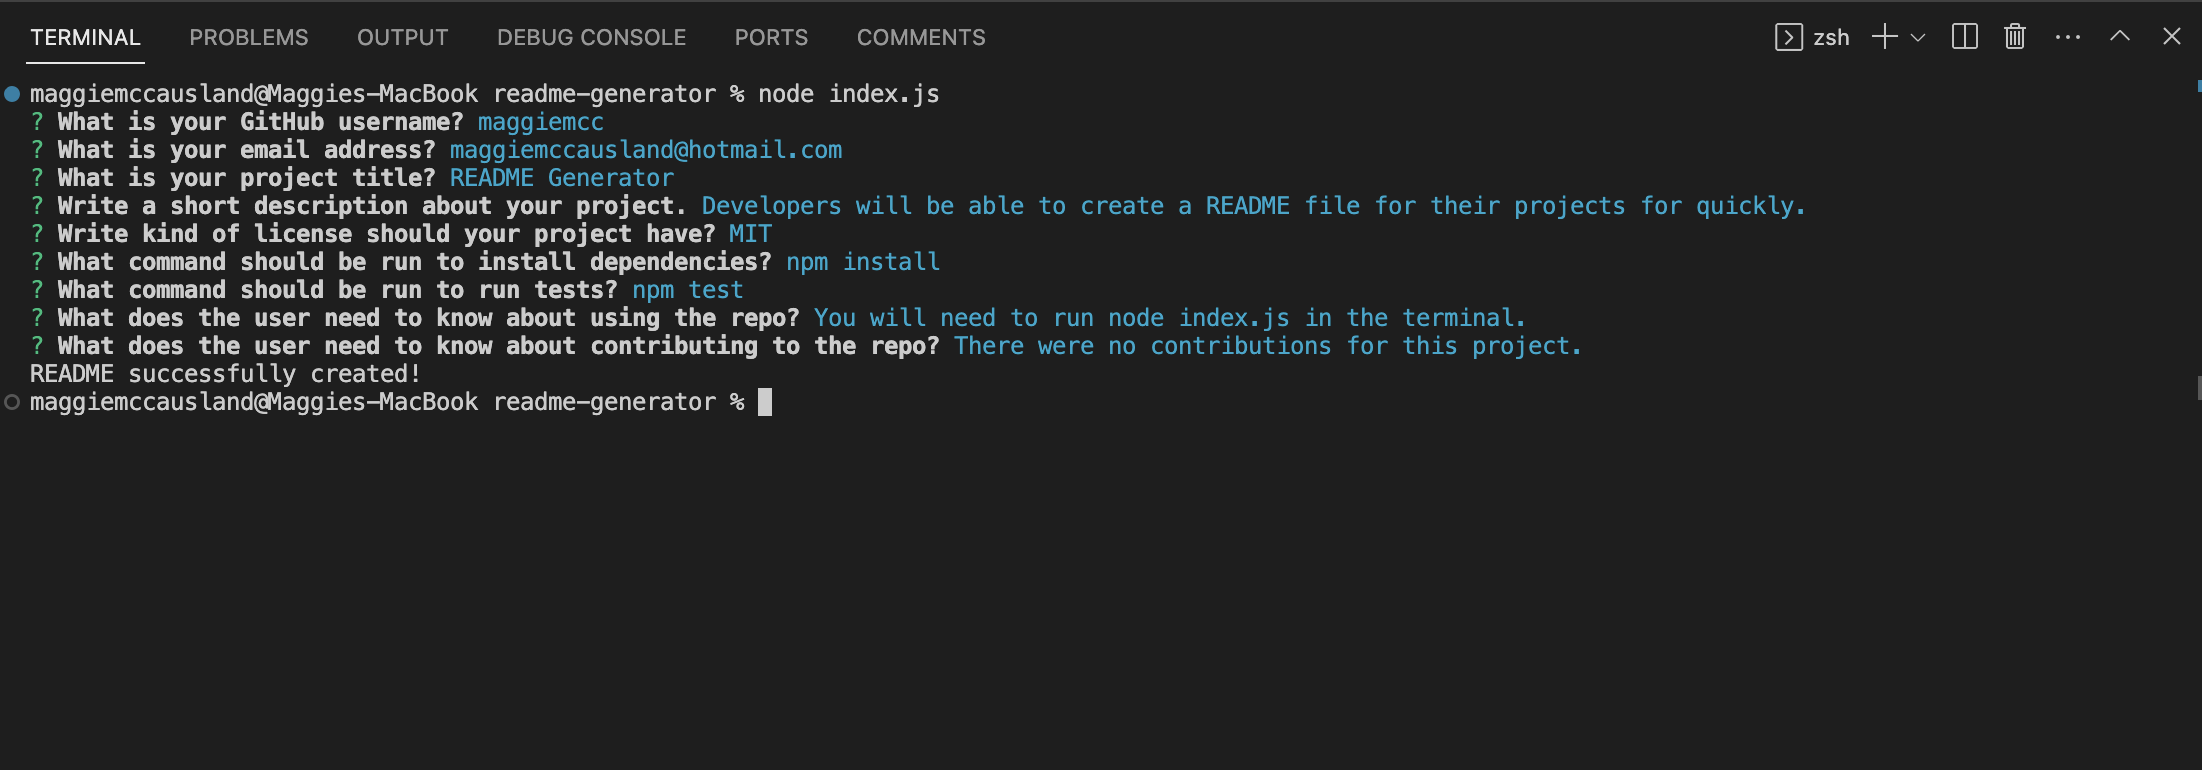 TERMINAL PROBLEMS OUTPUT DEBUG CONSOLE PORTS COMMENTS zsh
maggiemccausland@Maggies-MacBook readme-generator % node index.js
? What is your GitHub username? maggiemcc
? What is your email address? maggiemccausland@hotmail.com
? What is your project title? README Generator
? Write a short description about your project. Developers will be able to create a README file for their projects for quickly.
? Write kind of license should your project have? MIT
? What command should be run to install dependencies? npm install
? What command should be run to run tests? npm test
? What does the user need to know about using the repo? You will need to run node index.js in the terminal.
? What does the user need to know about contributing to the repo? There were no contributions for this project.
README successfully created!
maggiemccausland@Maggies-MacBook readme-generator %